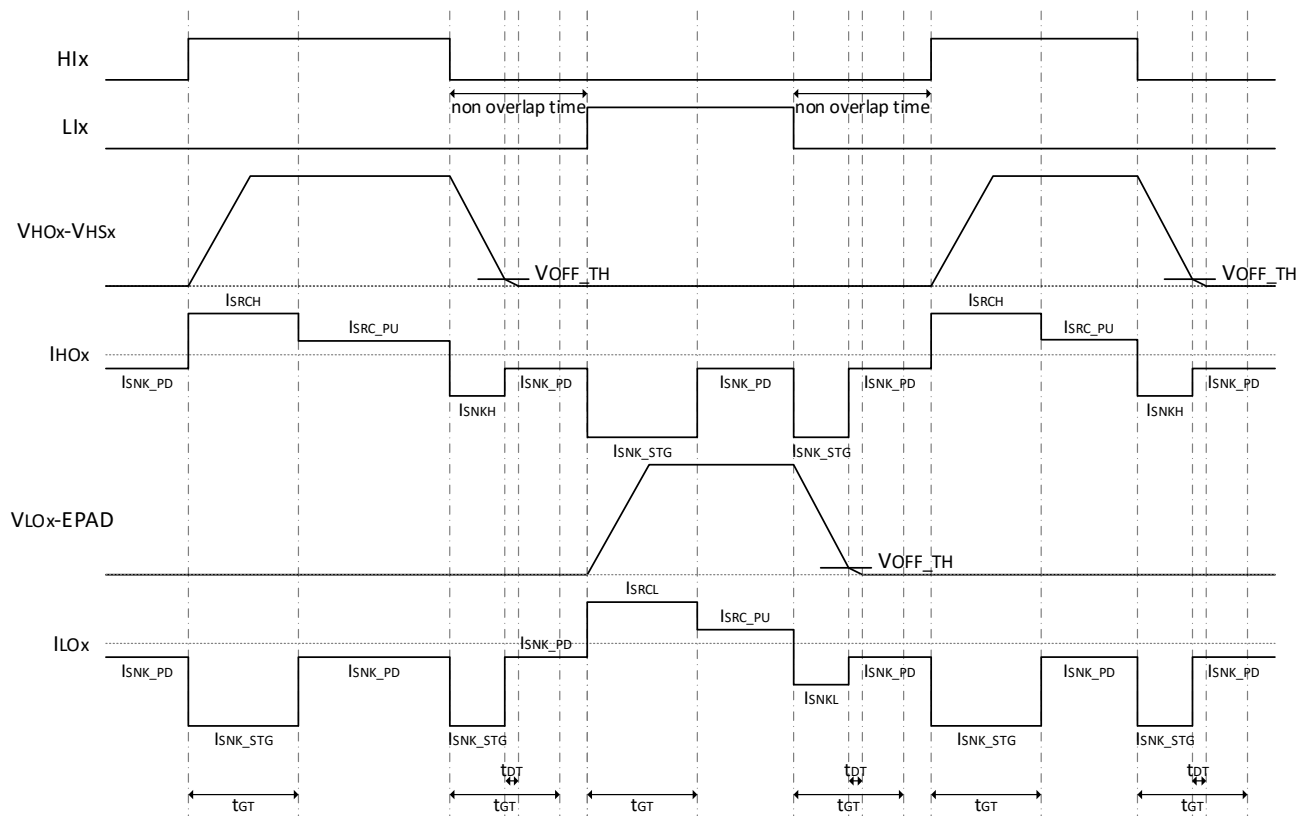 HIx
non overlap time
non overlap time
LIx
VHOx-VHSx
VOFF_TH
VOFF_TH
ISRCH
ISRC_PU
ISRCH
ISRC_PU
IHOx
ISNK_PD
ISNK_PD
ISNK_PD
ISNK_PD
ISNK_PD
ISNKH
ISNKH
ISNK_STG
ISNK_STG
VLOx-EPAD
VOFF_TH
ISRCL
ISRC_PU
ILOx
ISNK_PD
ISNK_PD
ISNK_PD
ISNK_PD
ISNK_PD
ISNK_PD
ISNKL
ISNK_STG
ISNK_STG
ISNK_STG
ISNK_STG
tDT
tDT
tDT
tGT
tGT
tGT
tGT
tGT
tGT